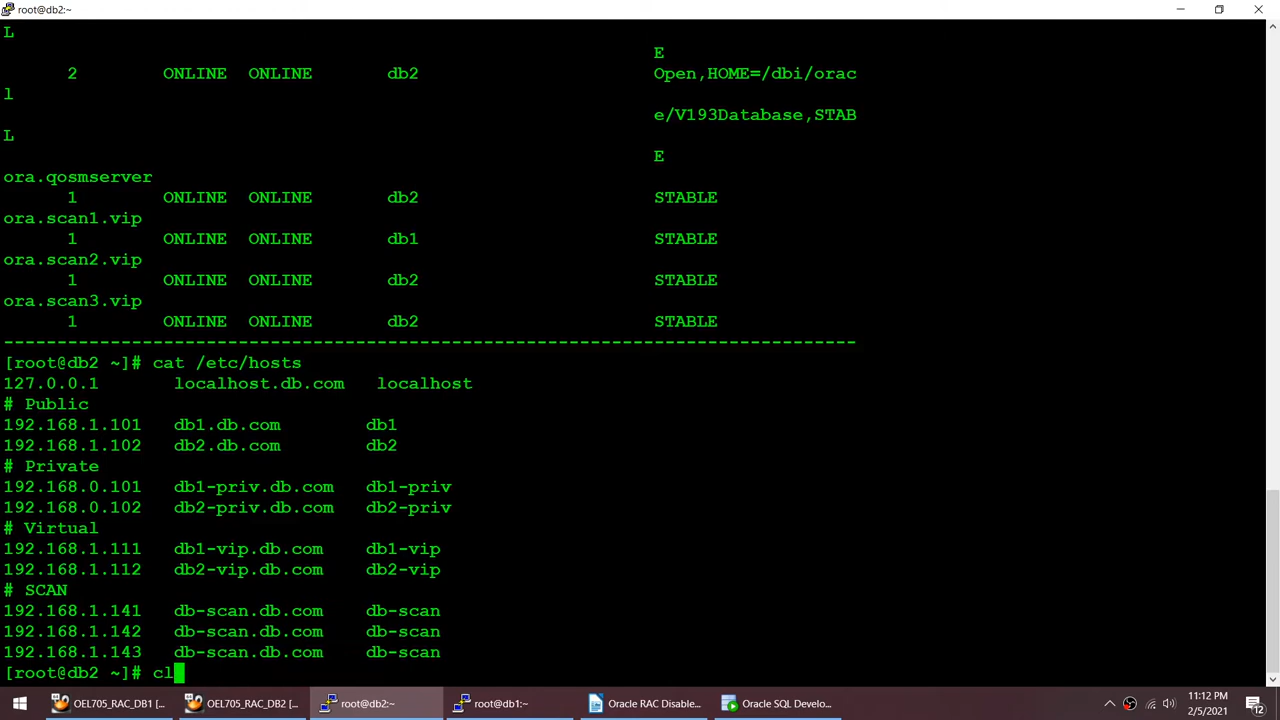 root@db2:~
L
E
2 ONLINE ONLINE db2 Open,HOME=/dbi/orac
l
e/V193Database,STAB
L
E
ora.qosmserver
1 ONLINE ONLINE db2 STABLE
ora.scan1.vip
1 ONLINE ONLINE db1 STABLE
ora.scan2.vip
1 ONLINE ONLINE db2 STABLE
ora.scan3.vip
1 ONLINE ONLINE db2 STABLE
--------------------------------------------------------------------------------
[root@db2 ~]# cat /etc/hosts
127.0.0.1 localhost.db.com localhost
# Public
192.168.1.101 db1.db.com db1
192.168.1.102 db2.db.com db2
# Private
192.168.0.101 db1-priv.db.com db1-priv
192.168.0.102 db2-priv.db.com db2-priv
# Virtual
192.168.1.111 db1-vip.db.com db1-vip
192.168.1.112 db2-vip.db.com db2-vip
# SCAN
192.168.1.141 db-scan.db.com db-scan
192.168.1.142 db-scan.db.com db-scan
192.168.1.143 db-scan.db.com db-scan
[root@db2 ~]# cl
OEL705_RAC_DB1 [... OEL705_RAC_DB2 [... root@db2:~ root@db1:~ Oracle RAC Disable... Oracle SQL Develo... 11:12 PM
2/5/2021
12